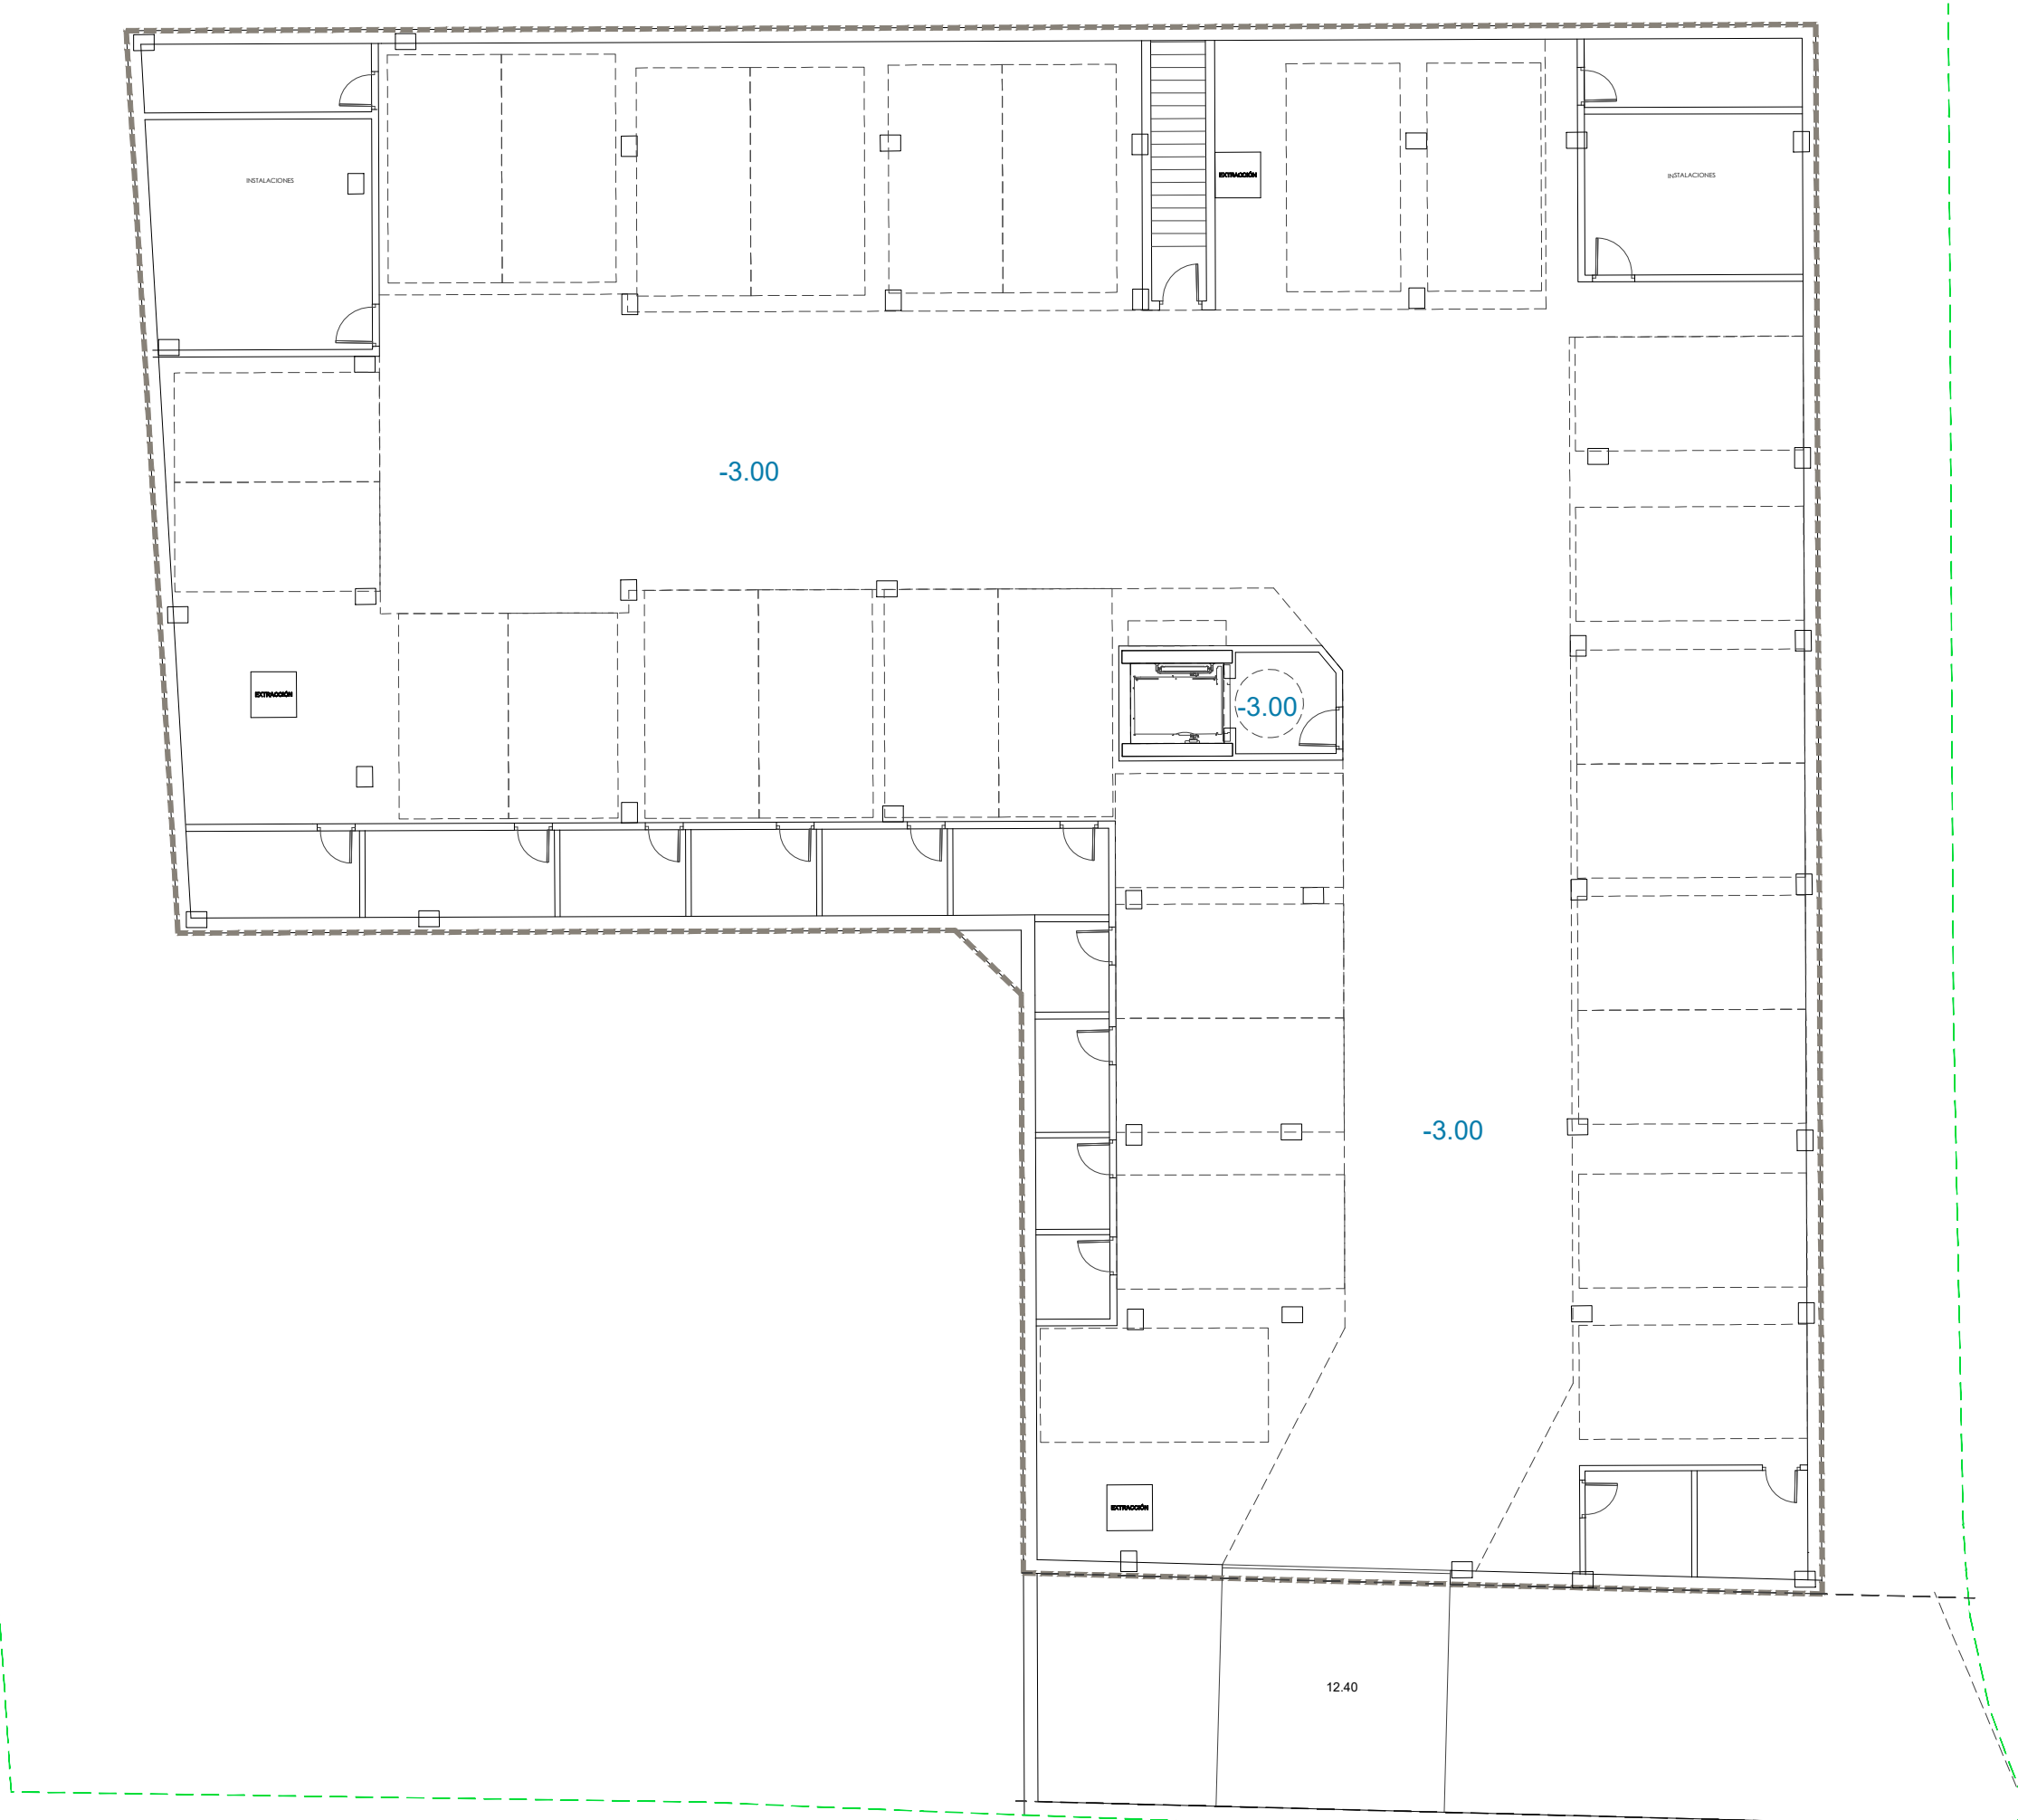 EXTRACCIÓN
INSTALACIONES
INSTALACIONES
-3.00
EXTRACCIÓN
-3.00
-3.00
EXTRACCIÓN
12.40